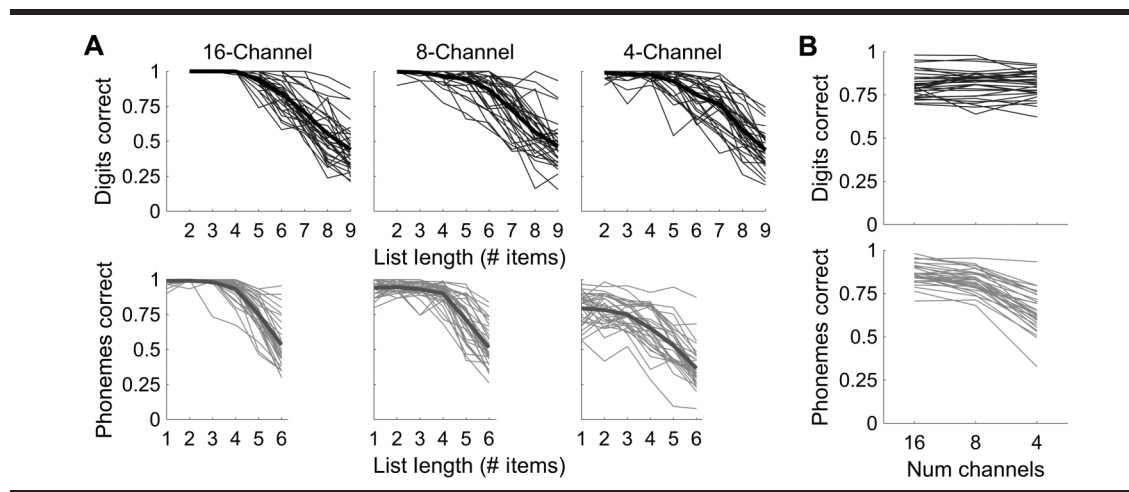 A
16-Channel
8-Channel
4-Channel
Digits correct
1
0.75
0.5
0.25
0
2 3 4 5 6 7 8 9
2 3 4 5 6 7 8 9
2 3 4 5 6 7 8 9
List length (# items)
Phonemes correct
1
0.75
0.5
0.25
0
1 2 3 4 5 6
1 2 3 4 5 6
1 2 3 4 5 6
List length (# items)
B
Digits correct
1
0.75
0.5
0.25
0
Phonemes correct
1
0.75
0.5
0.25
0
16 8 4
Num channels